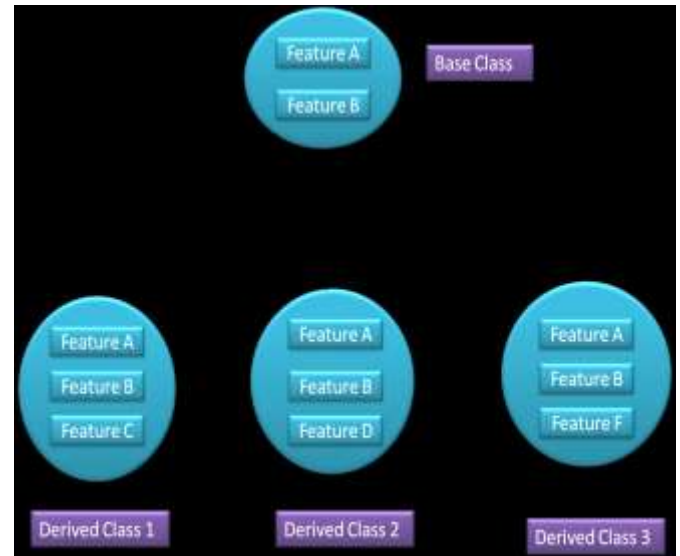 Feature A
Feature B
Base Class
Feature A
Feature B
Feature C
Derived Class 1
Feature A
Feature B
Feature D
Derived Class 2
Feature A
Feature B
Feature F
Derived Class 3